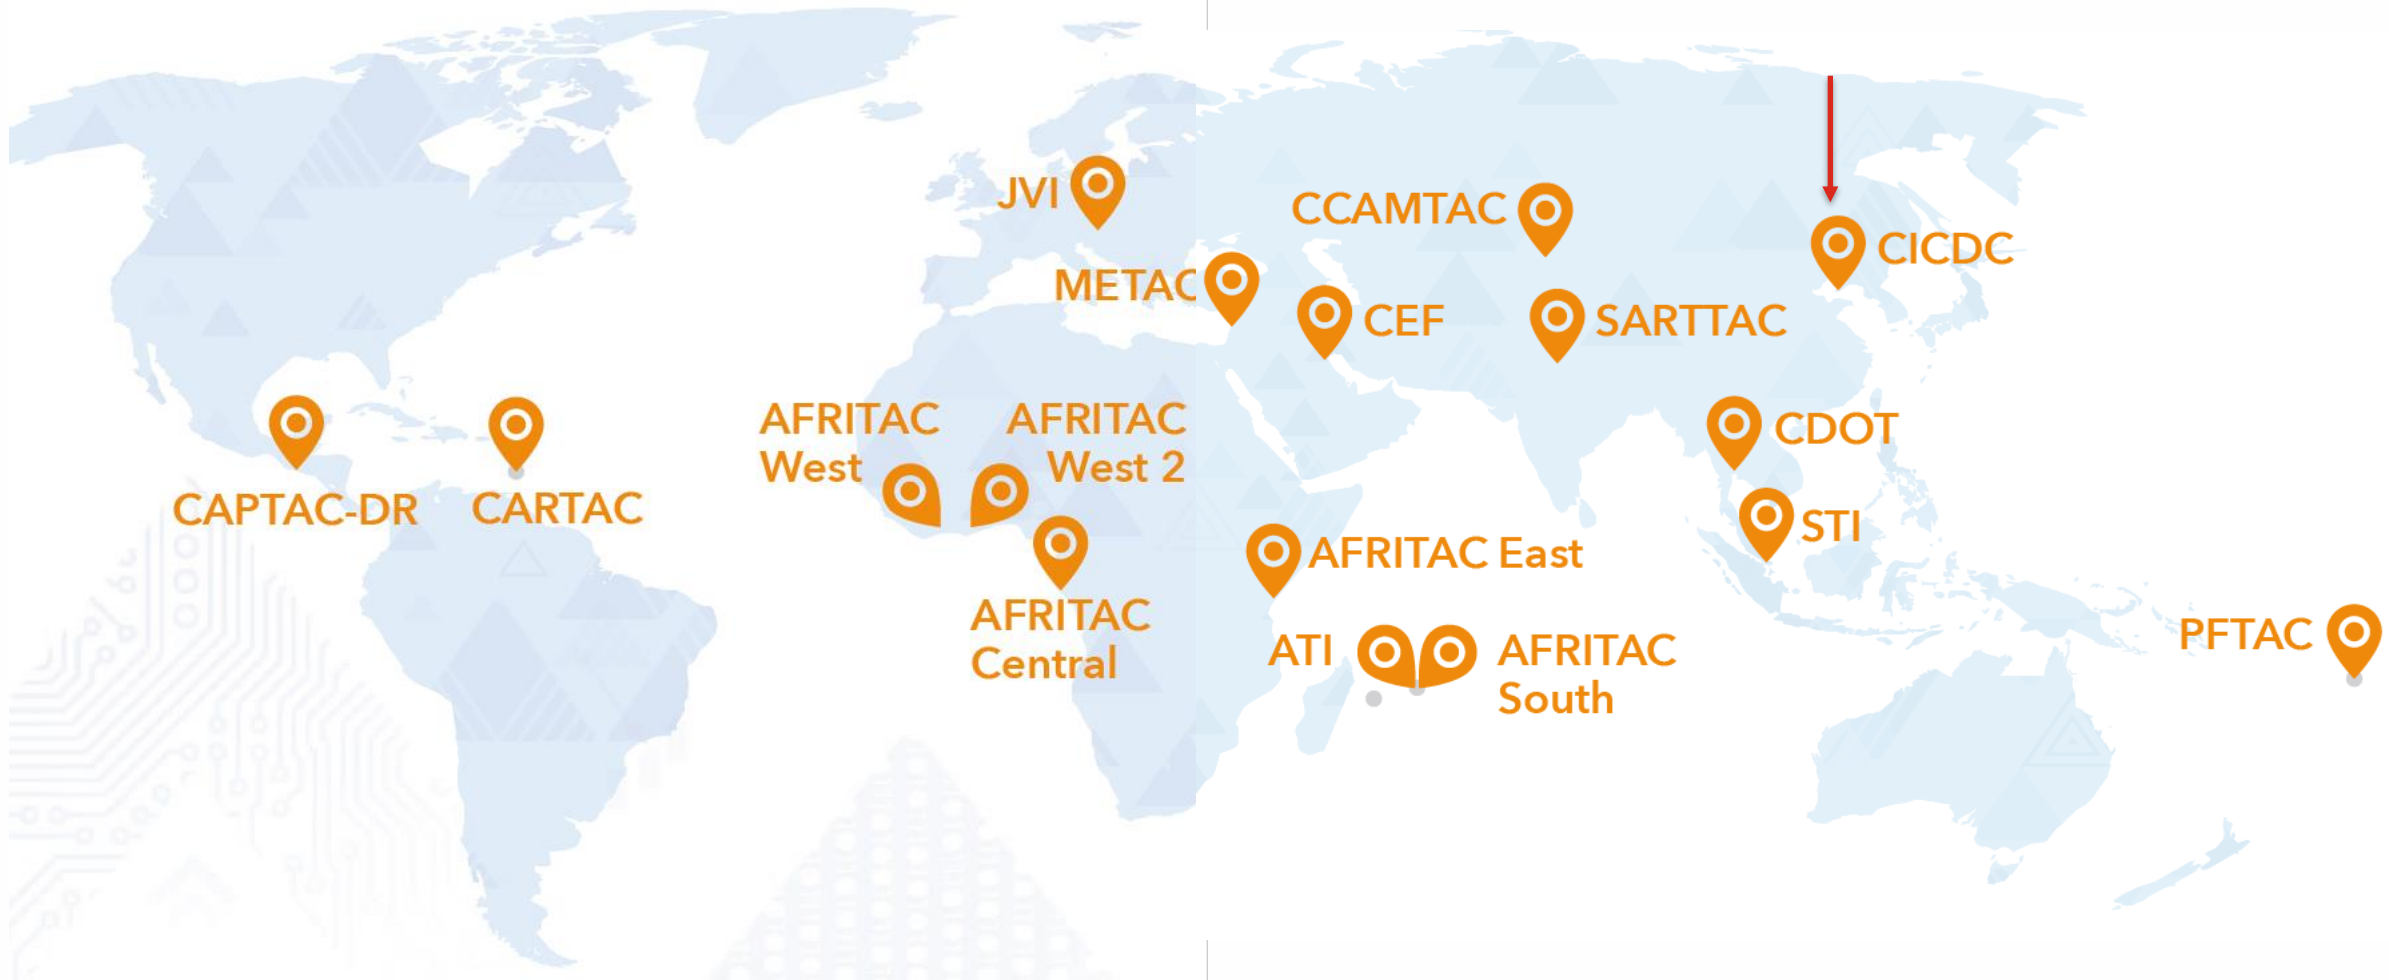 JVI
CCAMTAC
CICDC
METAC
CEF
SARTTAC
AFRITAC
West
AFRITAC
West 2
CDOT
CAPTAC-DR
CARTAC
STI
AFRITAC East
AFRITAC
Central
ATI
AFRITAC
South
PFTAC